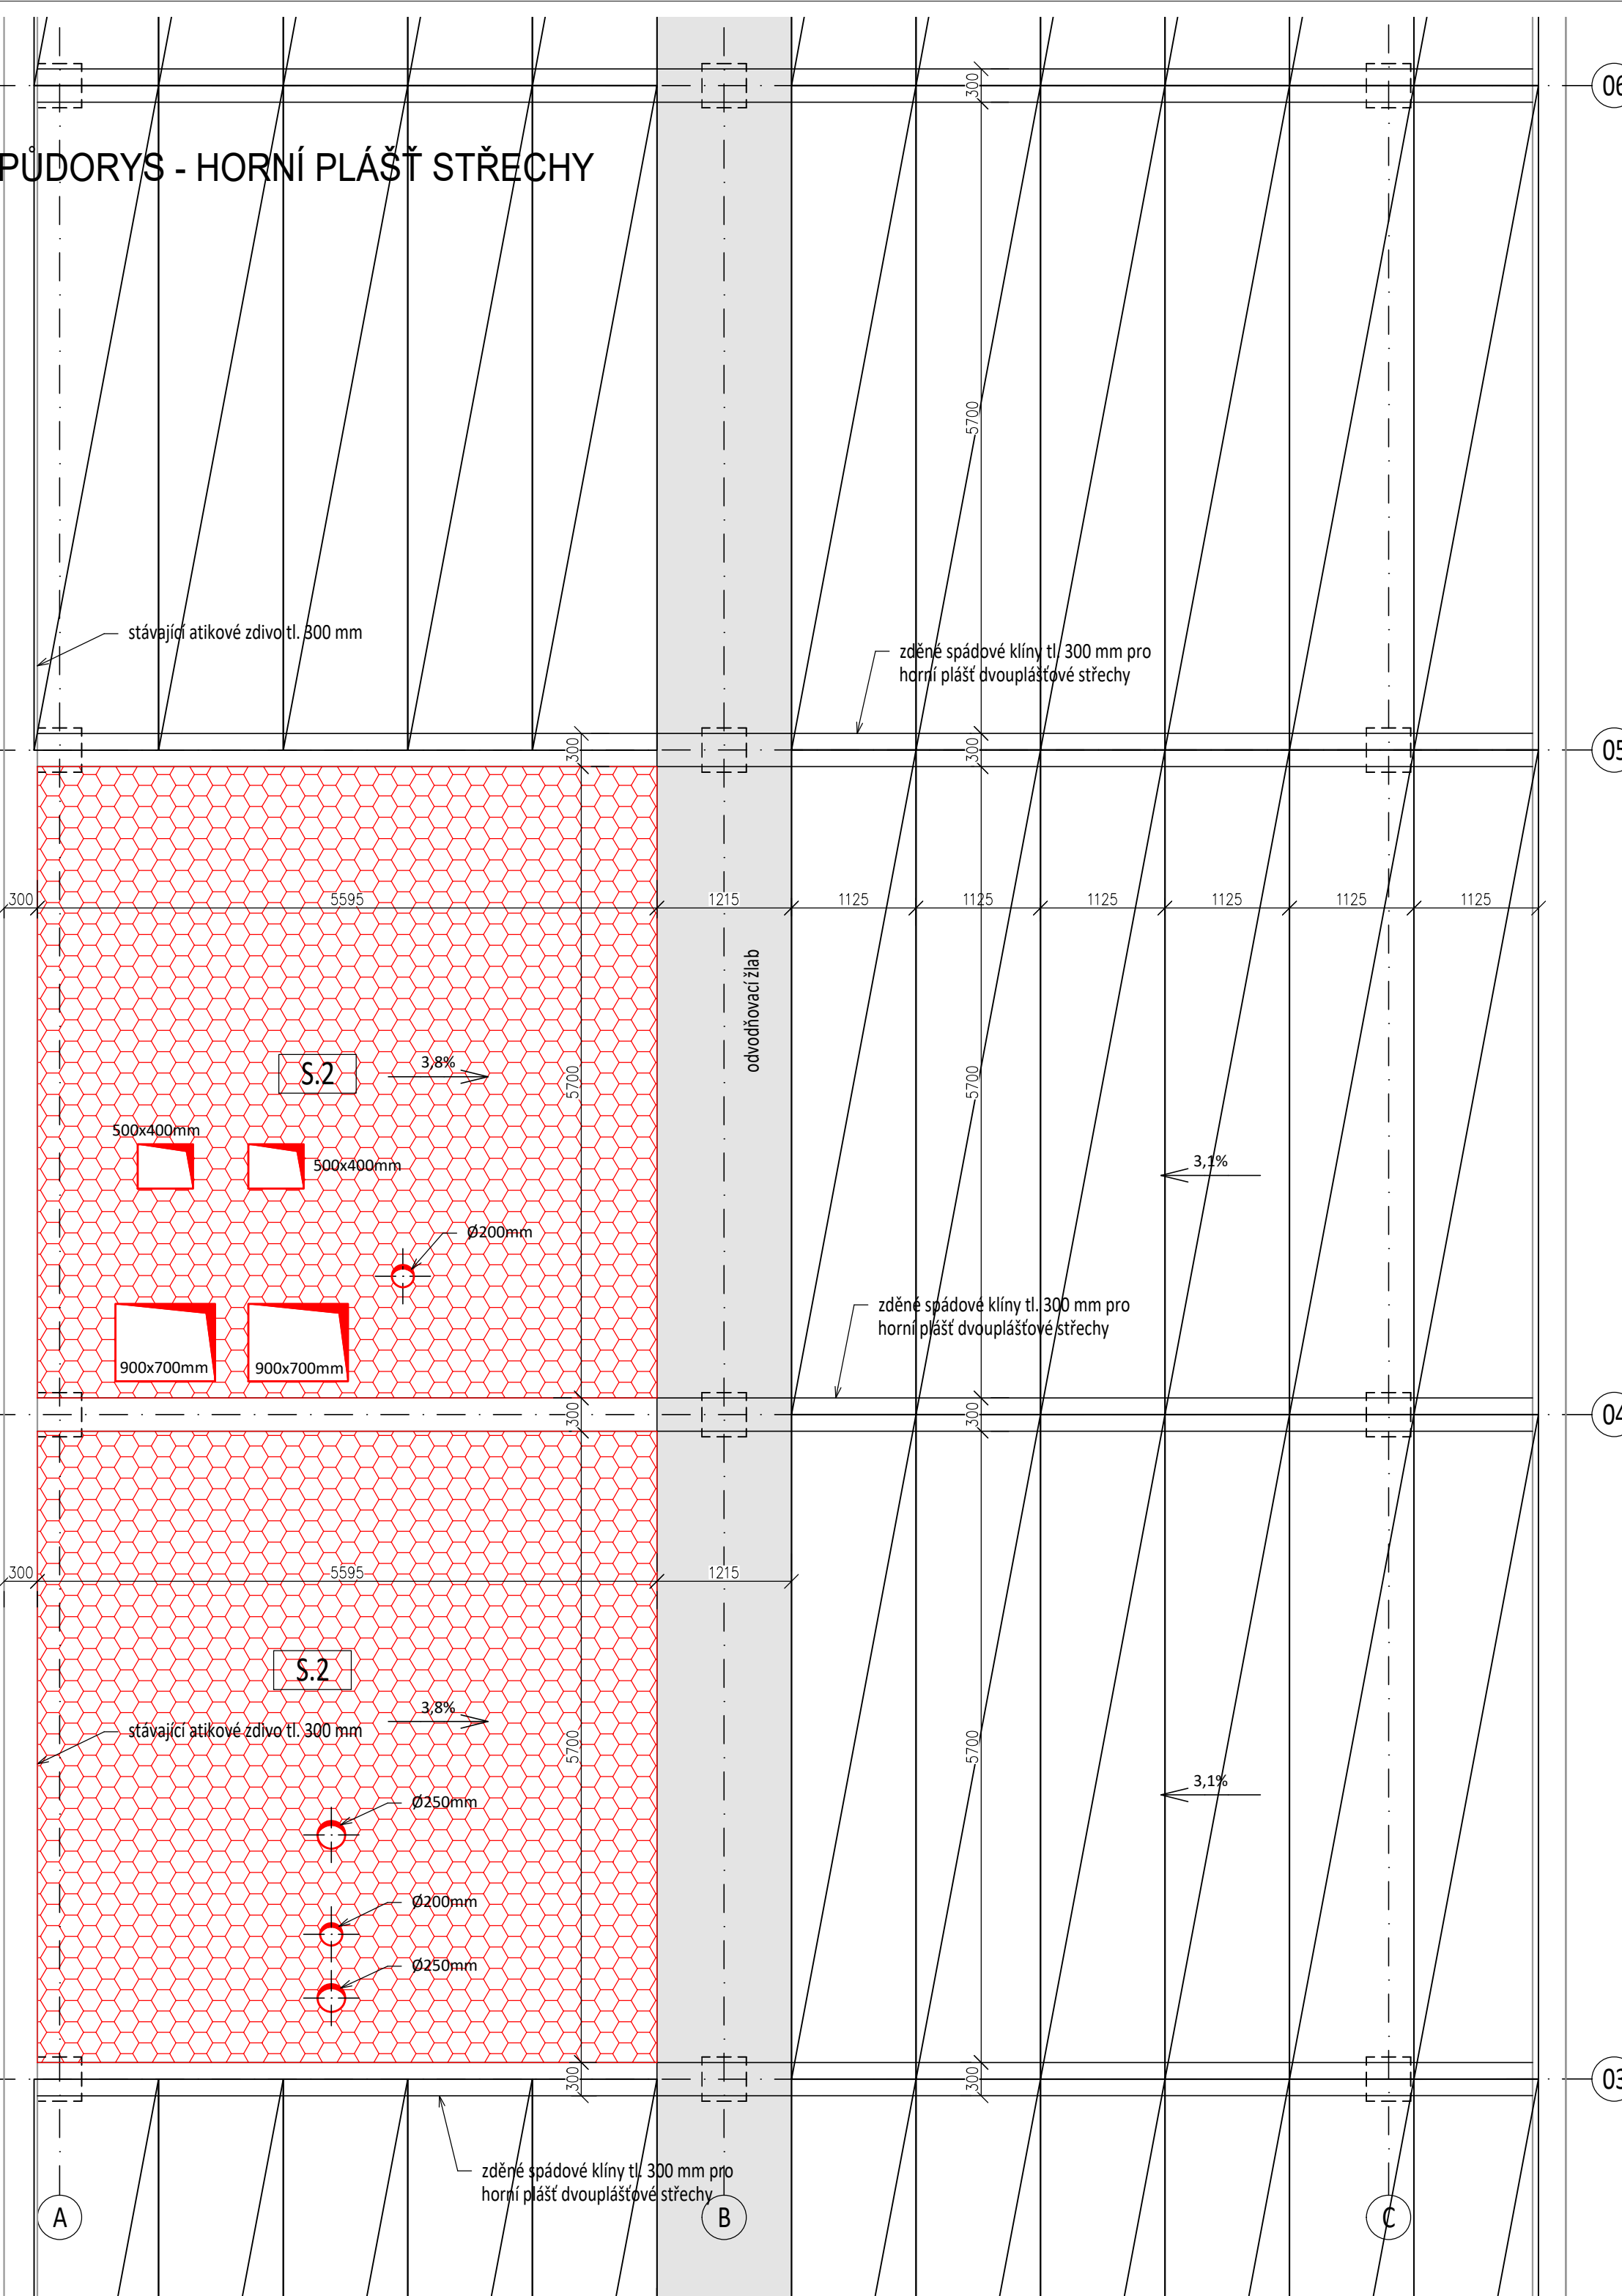 06
300
PŮDORYS - HORNÍ PLÁŠŤ STŘECHY
5700
stávající atikové zdivo tl. 300 mm
zděné spádové klíny tl. 300 mm pro
horní plášť dvouplášťové střechy
300
300
05
300
5595
1215
1125
1125
1125
1125
1125
1125
odvodňovací žlab
S.2
3,8%
5700
5700
500x400mm
500x400mm
3,1%
Ø200mm
zděné spádové klíny tl. 300 mm pro
horní plášť dvouplášťové střechy
900x700mm
900x700mm
300
300
04
300
5595
1215
S.2
3,8%
stávající atikové zdivo tl. 300 mm
5700
5700
3,1%
Ø250mm
Ø200mm
Ø250mm
300
300
03
zděné spádové klíny tl. 300 mm pro
horní plášť dvouplášťové střechy
A
B
C